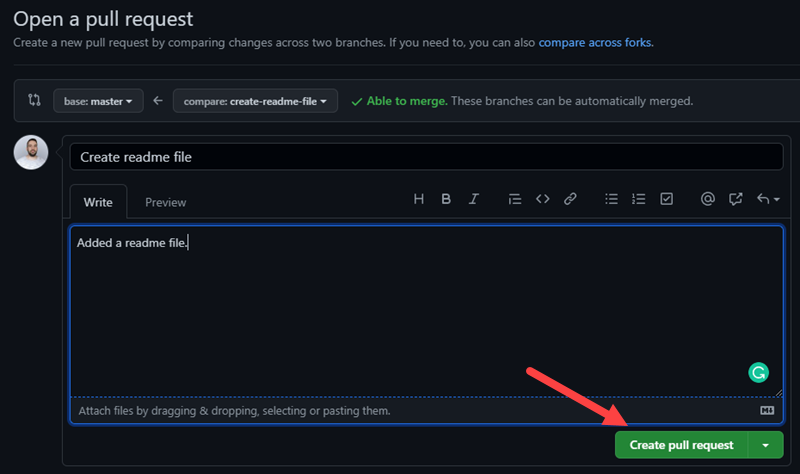 Open a pull request
Create a new pull request by comparing changes across two branches. If you need to, you can also compare across forks.
base: master ← compare: create-readme-file ✓ Able to merge. These branches can be automatically merged.
Create readme file
Write Preview H B I @
Added a readme file.
G
Attach files by dragging & dropping, selecting or pasting them. M↓
Create pull request